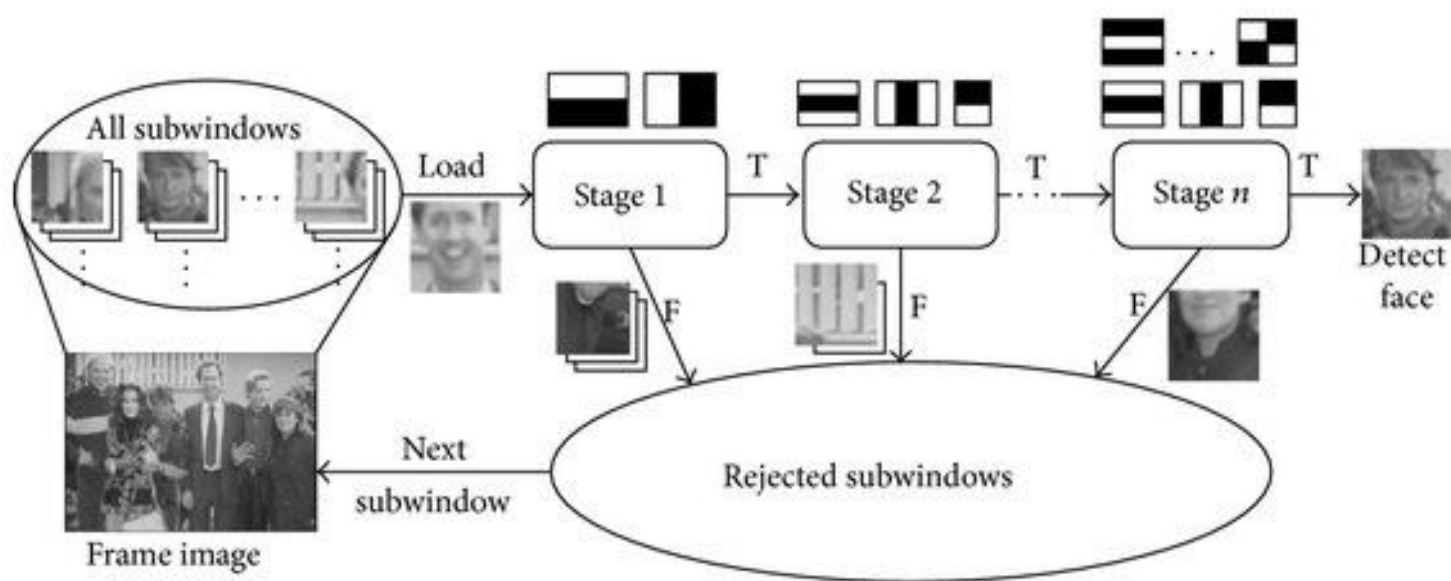 All subwindows
. . .
Load
Stage 1
T
Stage 2
T
. . .
Stage n
T
Detect
face
F
F
F
Rejected subwindows
Next
subwindow
Frame image